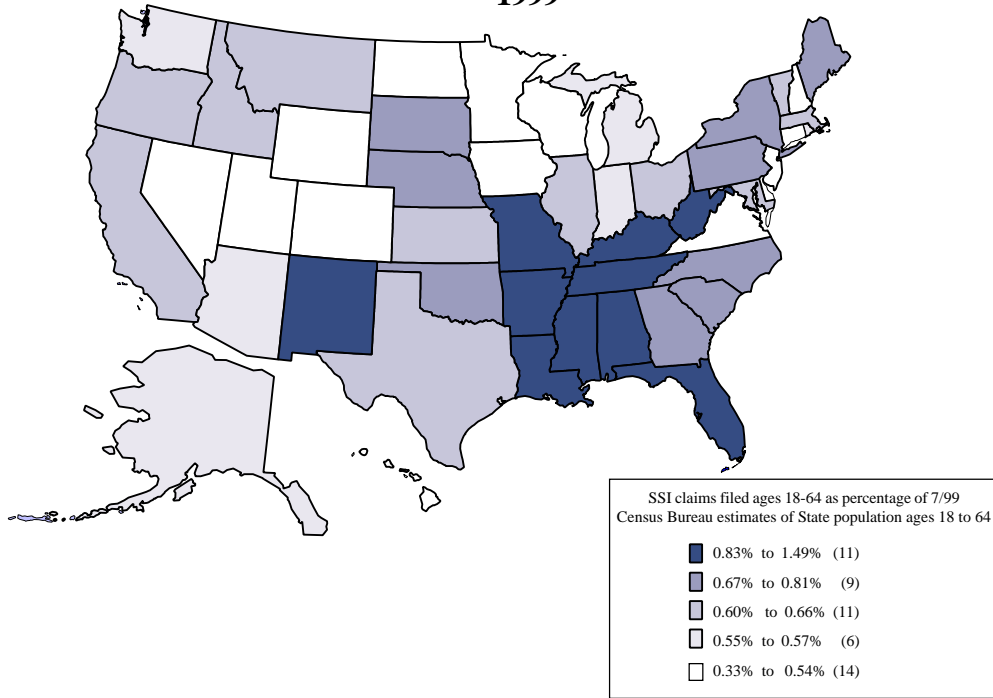 1999
SSI claims filed ages 18-64 as percentage of 7/99
Census Bureau estimates of State population ages 18 to 64
0.83% to 1.49% (11)
0.67% to 0.81% (9)
0.60% to 0.66% (11)
0.55% to 0.57% (6)
0.33% to 0.54% (14)